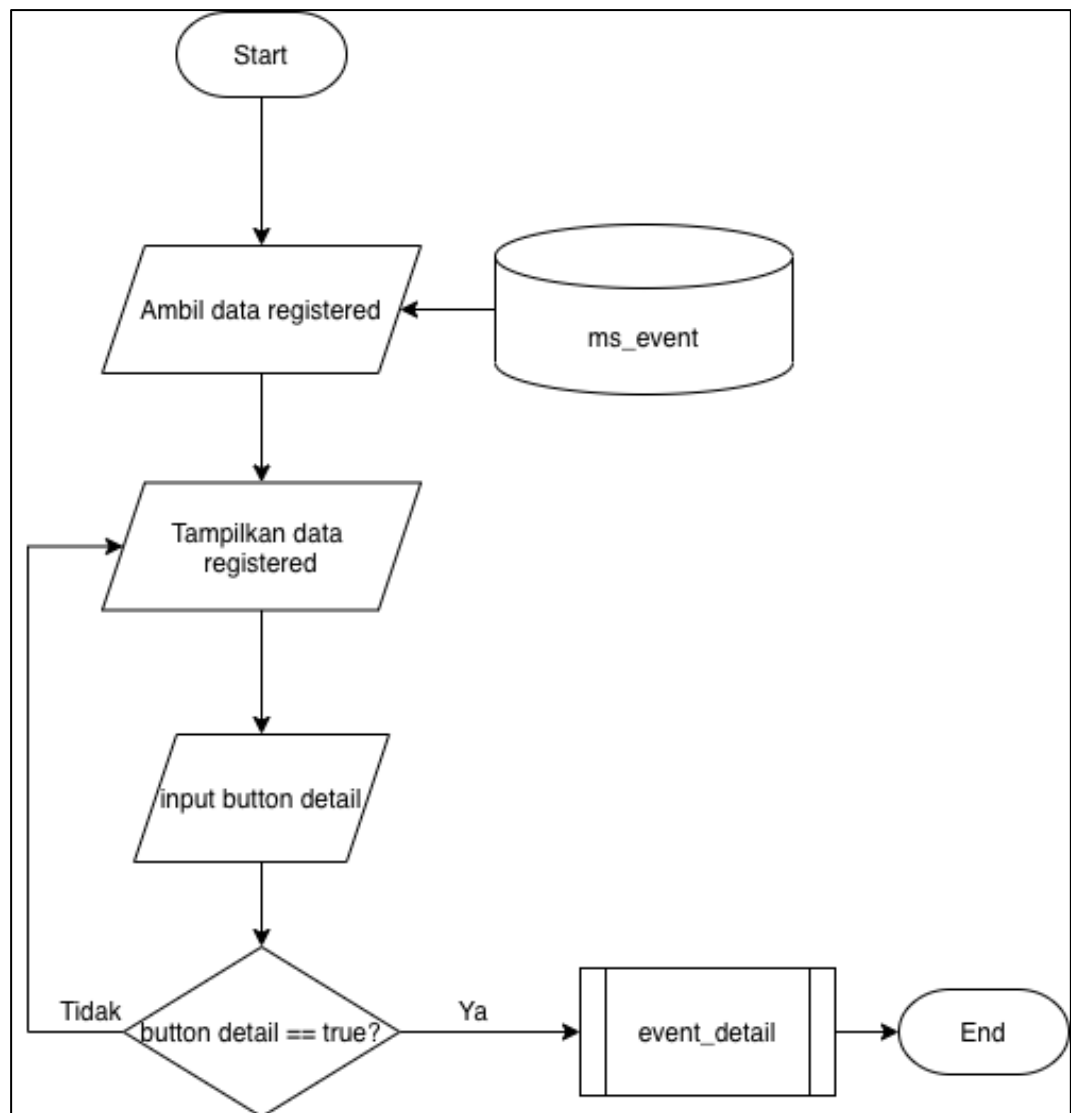 Start
Ambil data registered
ms_event
Tampilkan data
registered
input button detail
Tidak
button detail == true?
Ya
event_detail
End